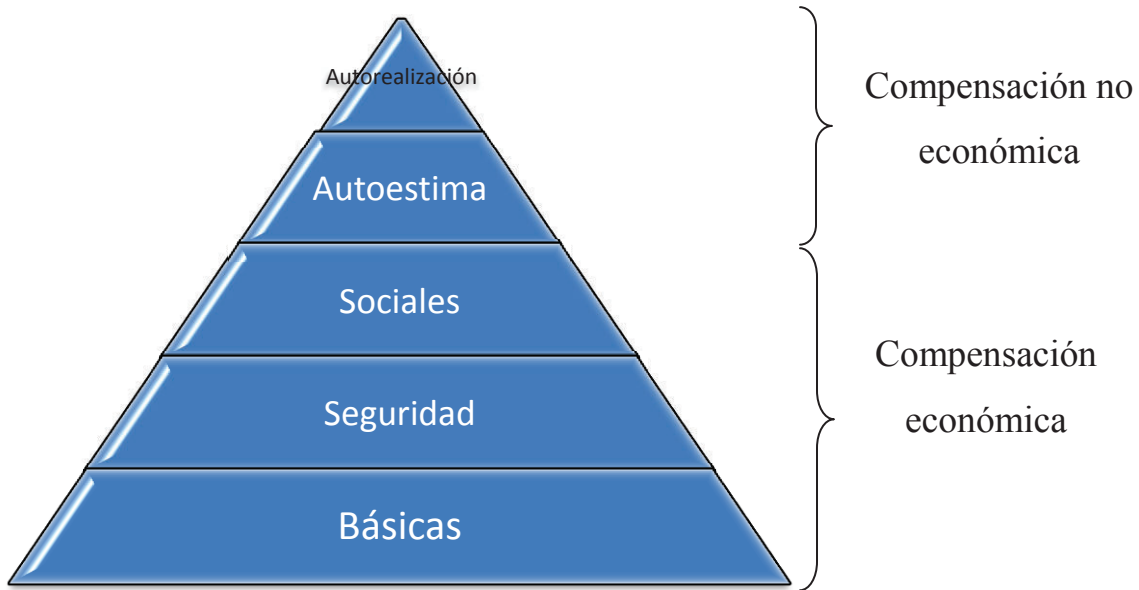 Autorealización
Autoestima
Sociales
Seguridad
Básicas
Compensación no
económica
Compensación
económica